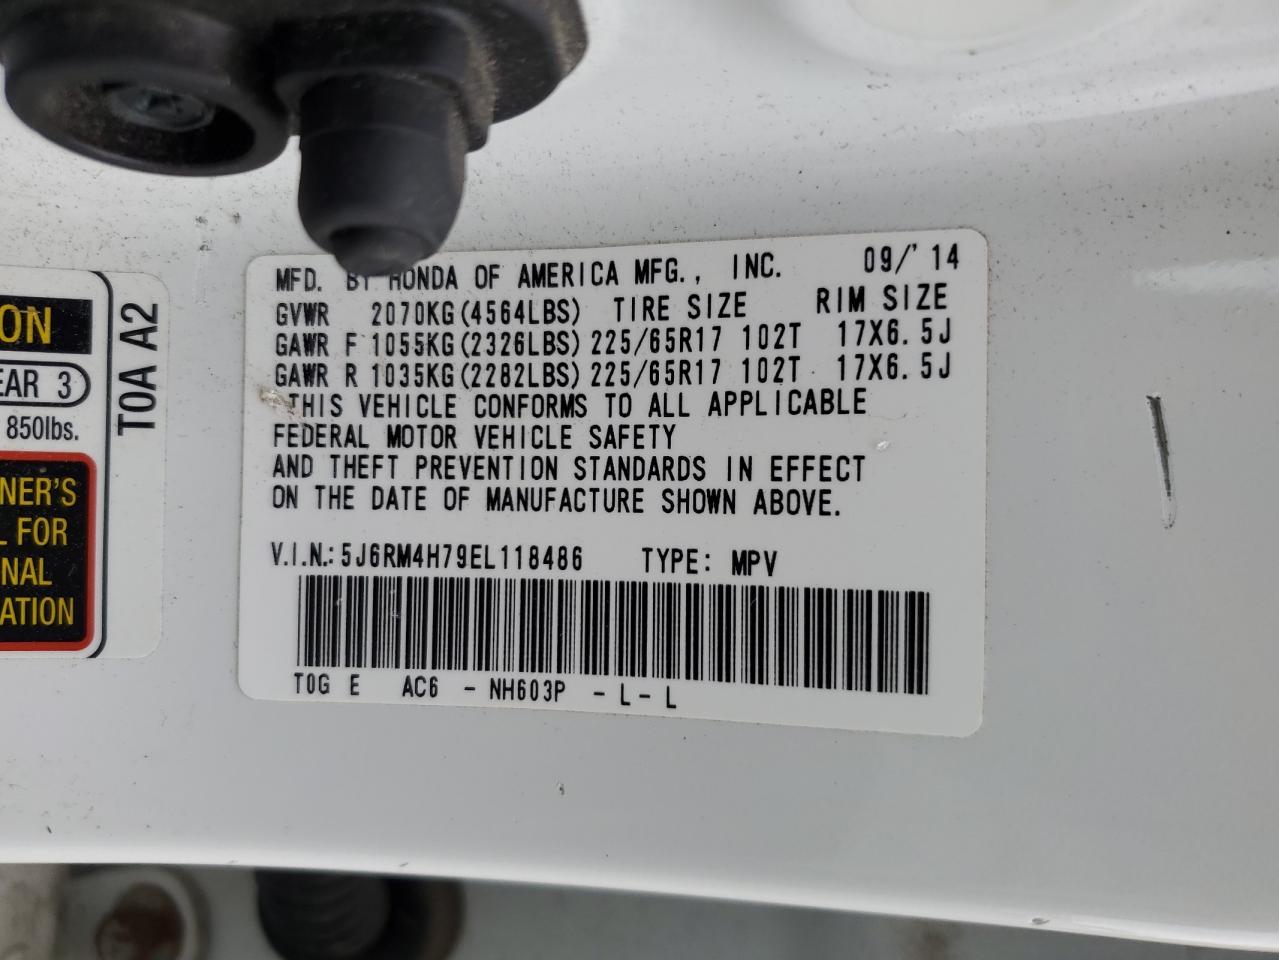 MFD. BY HONDA OF AMERICA MFG., INC. 09/'14
GVWR 2070KG(4564LBS) TIRE SIZE RIM SIZE
GAWR F 1055KG(2326LBS) 225/65R17 102T 17X6.5J
GAWR R 1035KG(2282LBS) 225/65R17 102T 17X6.5J
THIS VEHICLE CONFORMS TO ALL APPLICABLE
FEDERAL MOTOR VEHICLE SAFETY
AND THEFT PREVENTION STANDARDS IN EFFECT
ON THE DATE OF MANUFACTURE SHOWN ABOVE.
V.I.N.: 5J6RM4H79EL118486 TYPE: MPV
T0G E AC6 - NH603P - L - L
ON
EAR 3
850lbs.
NER'S
L FOR
NAL
ATION
T0A A2